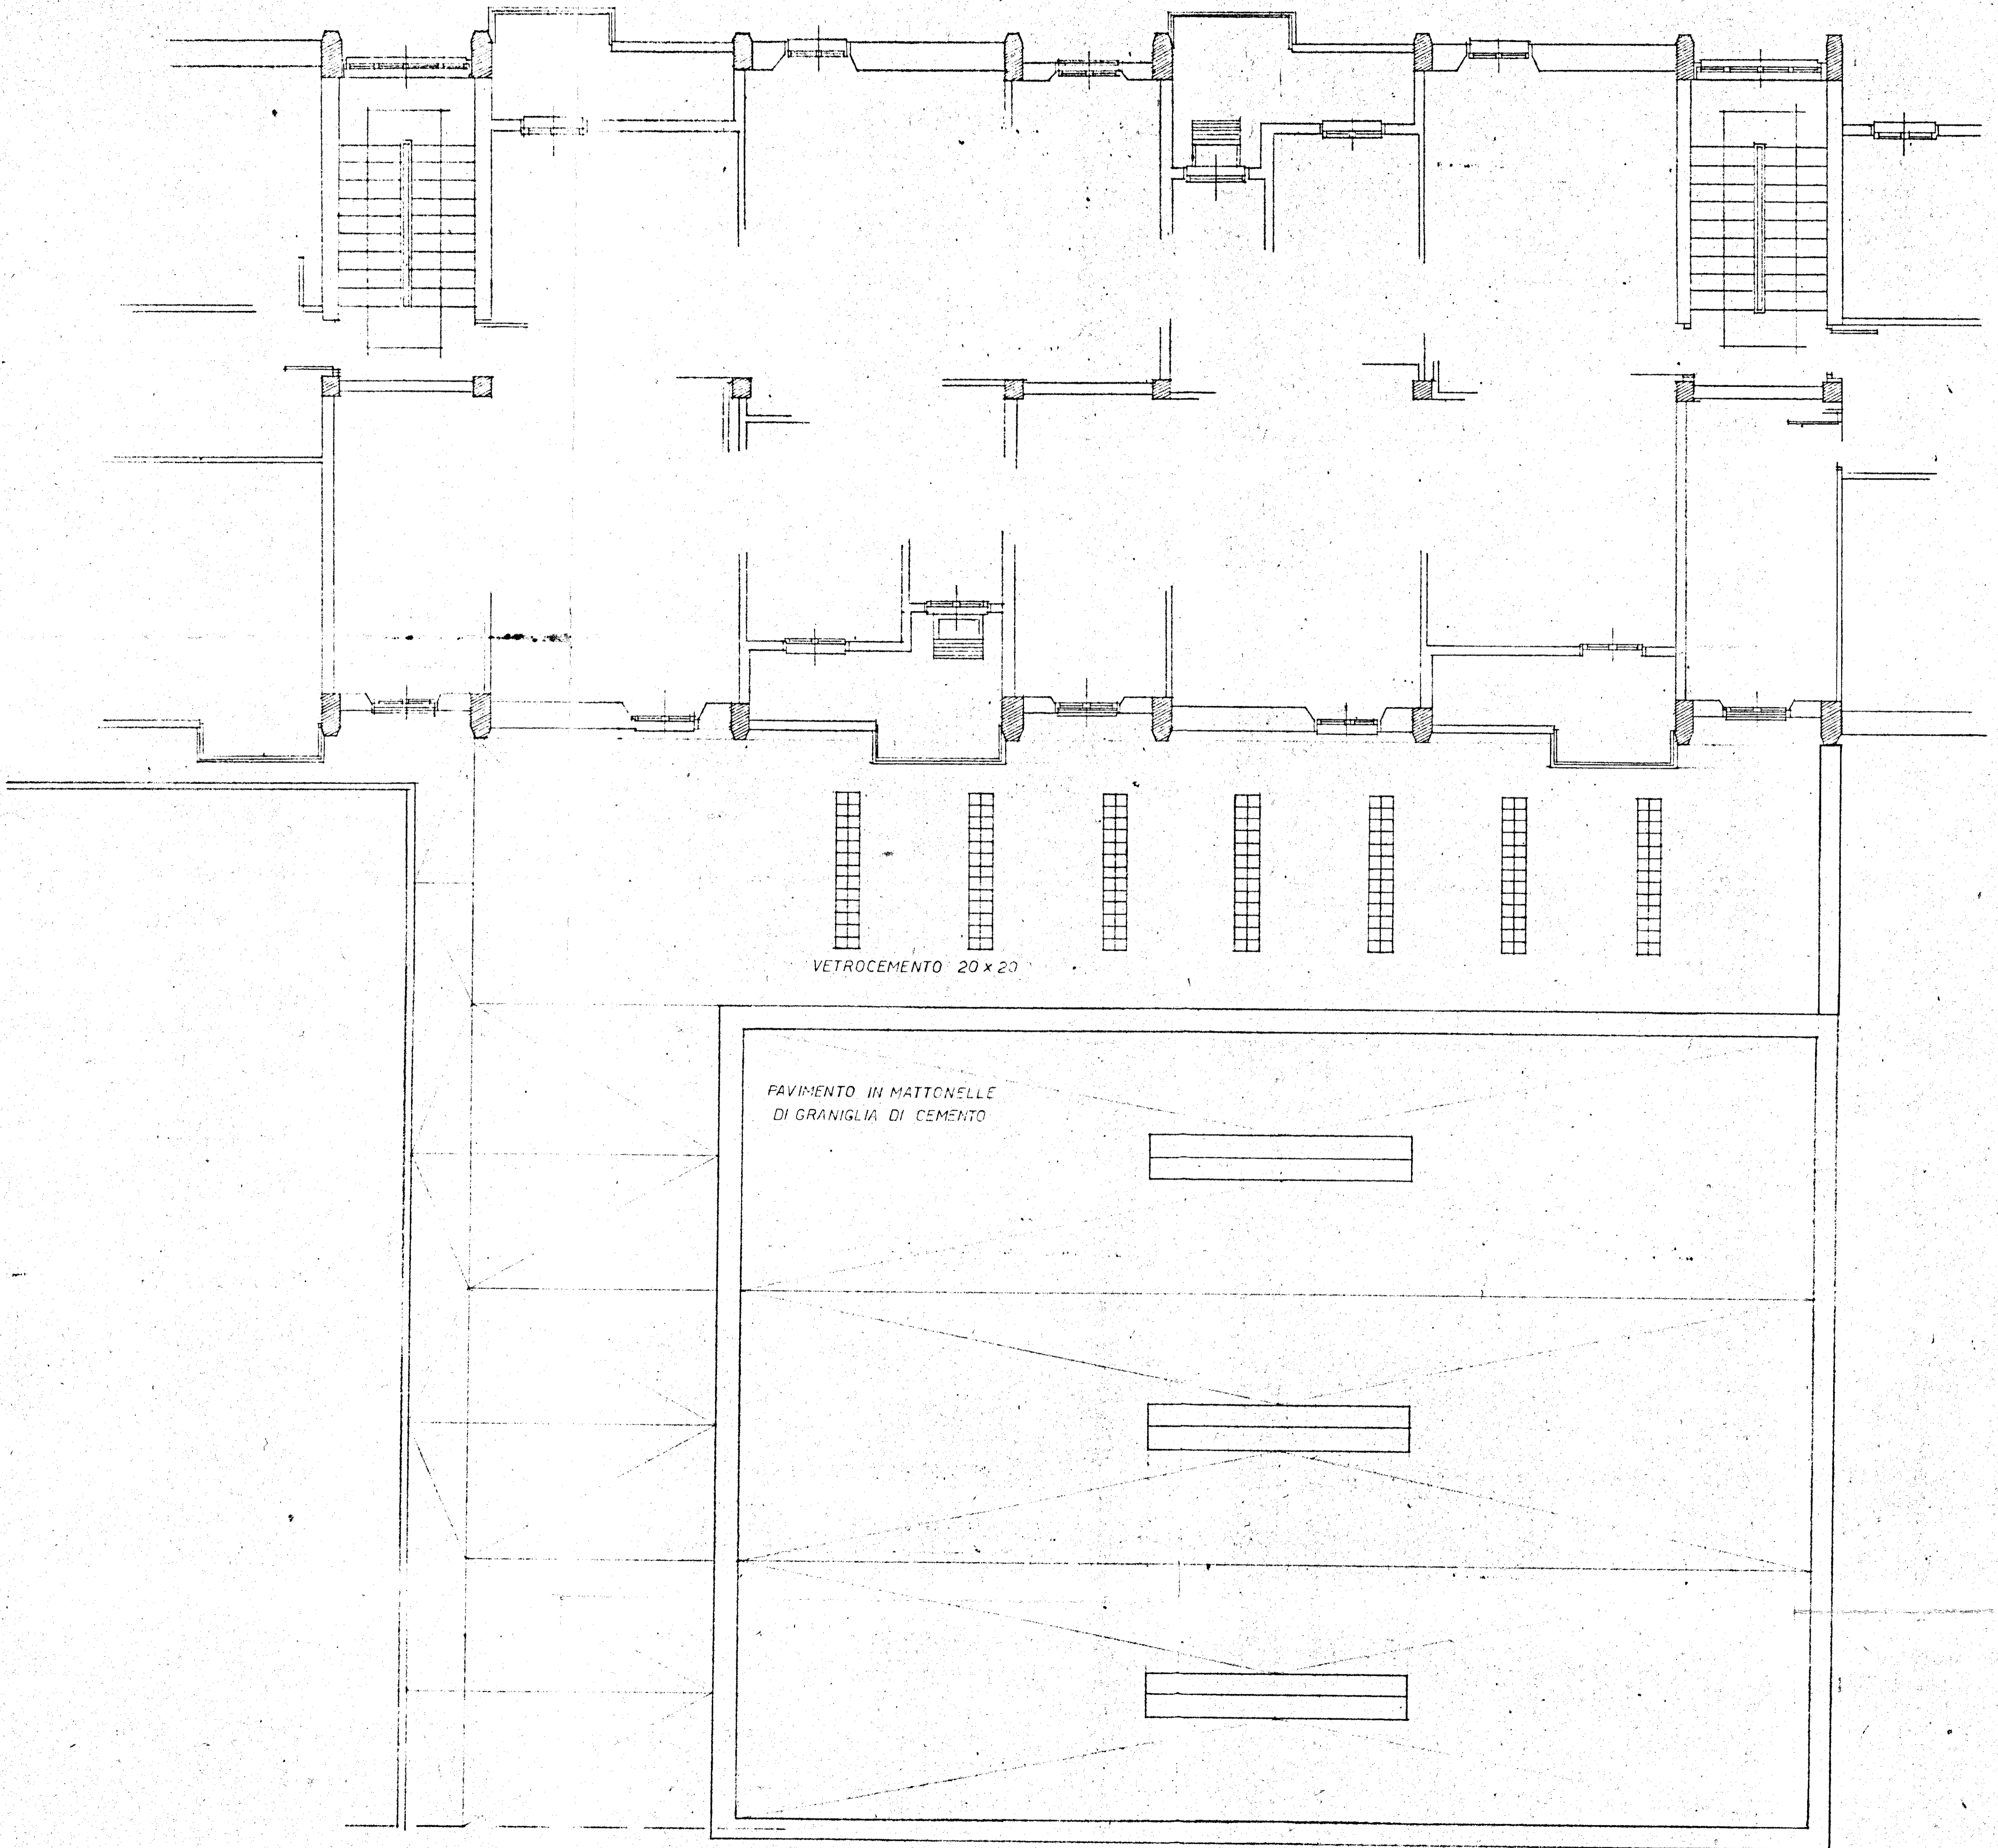 VETROCEMENTO 20 x 20
PAVIMENTO IN MATTONELLE
DI GRANIGLIA DI CEMENTO